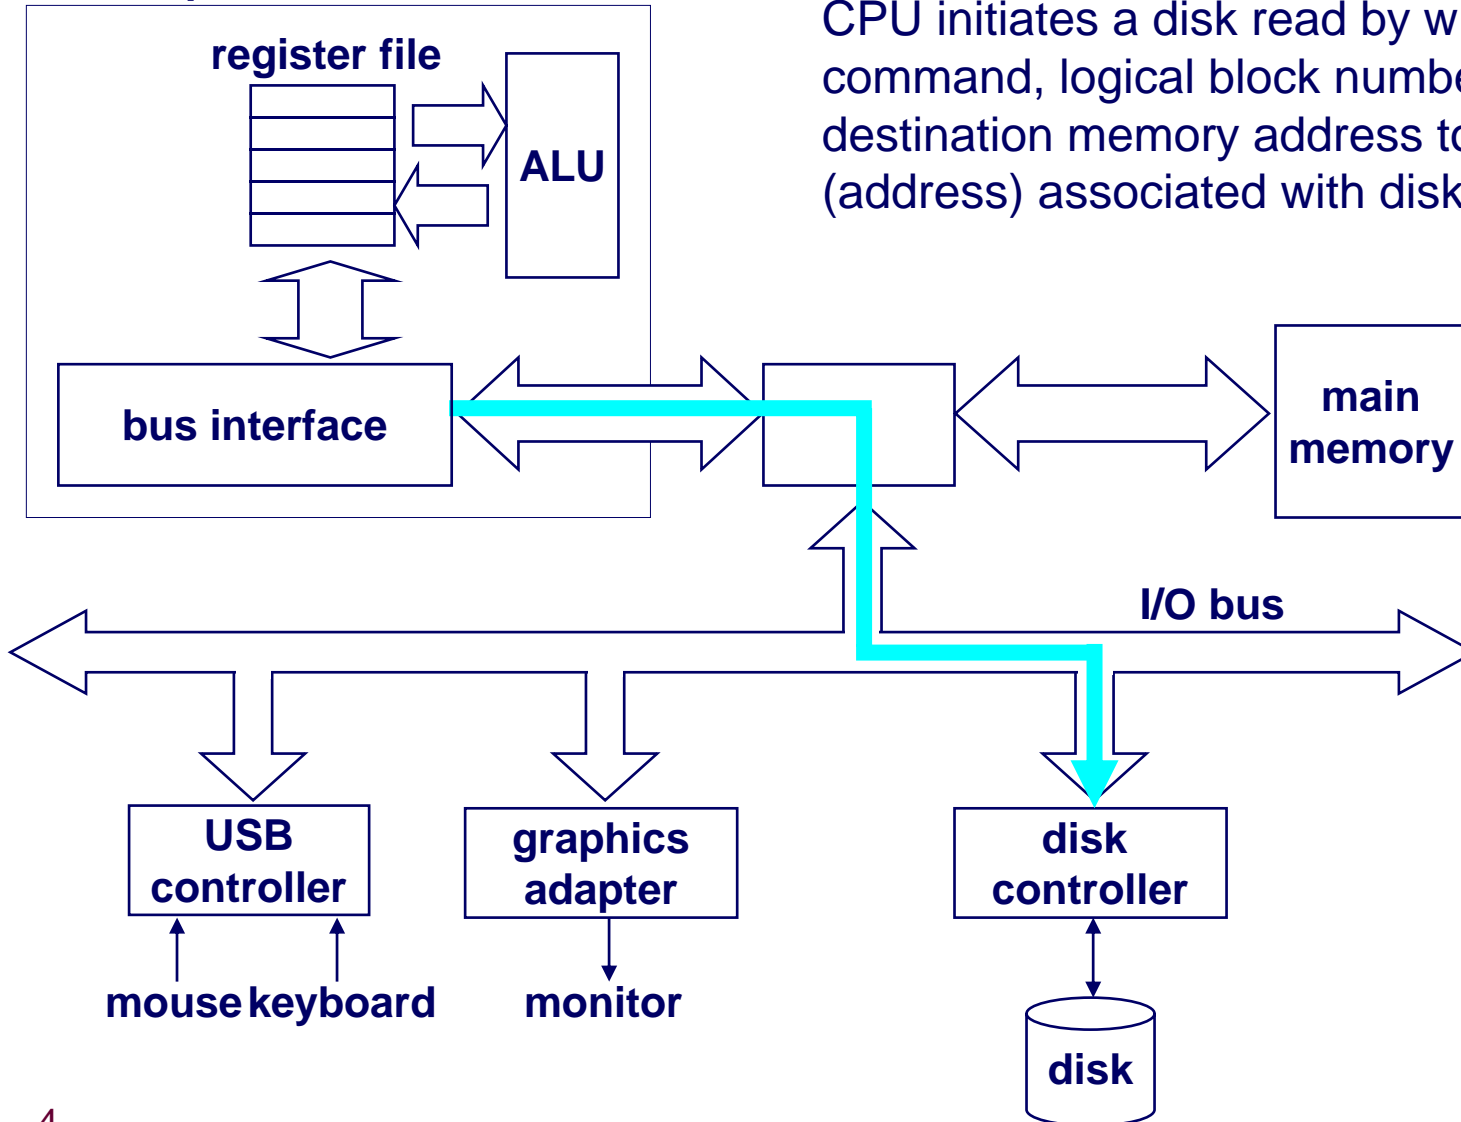 CPU initiates a disk read by w
command, logical block numbe
destination memory address to
(address) associated with disk
register file
ALU
bus interface
main
memory
I/O bus
USB
controller
graphics
adapter
disk
controller
mouse keyboard
monitor
disk
4